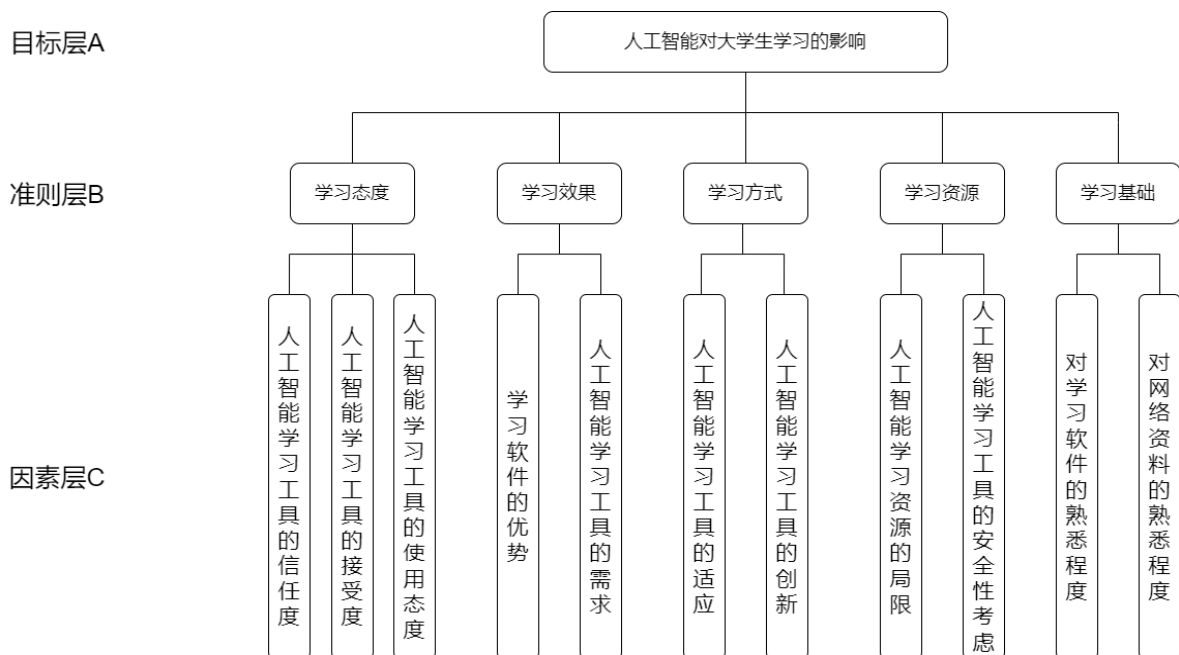 目标层A
人工智能对大学生学习的影响
准则层B
学习态度
学习效果
学习方式
学习资源
学习基础
因素层C
人工智能学习工具的信任度
人工智能学习工具的接受度
人工智能学习工具的使用态度
学习软件的优势
人工智能学习工具的需求
人工智能学习工具的适应
人工智能学习工具的创新
人工智能学习资源的局限
人工智能学习工具的安全性考虑
对学习软件的熟悉程度
对网络资料的熟悉程度